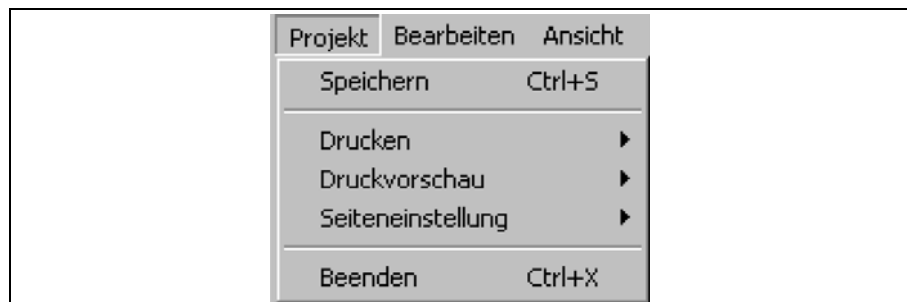 Projekt Bearbeiten Ansicht
Speichern Ctrl+S
Drucken
Druckvorschau
Seiteneinstellung
Beenden Ctrl+X